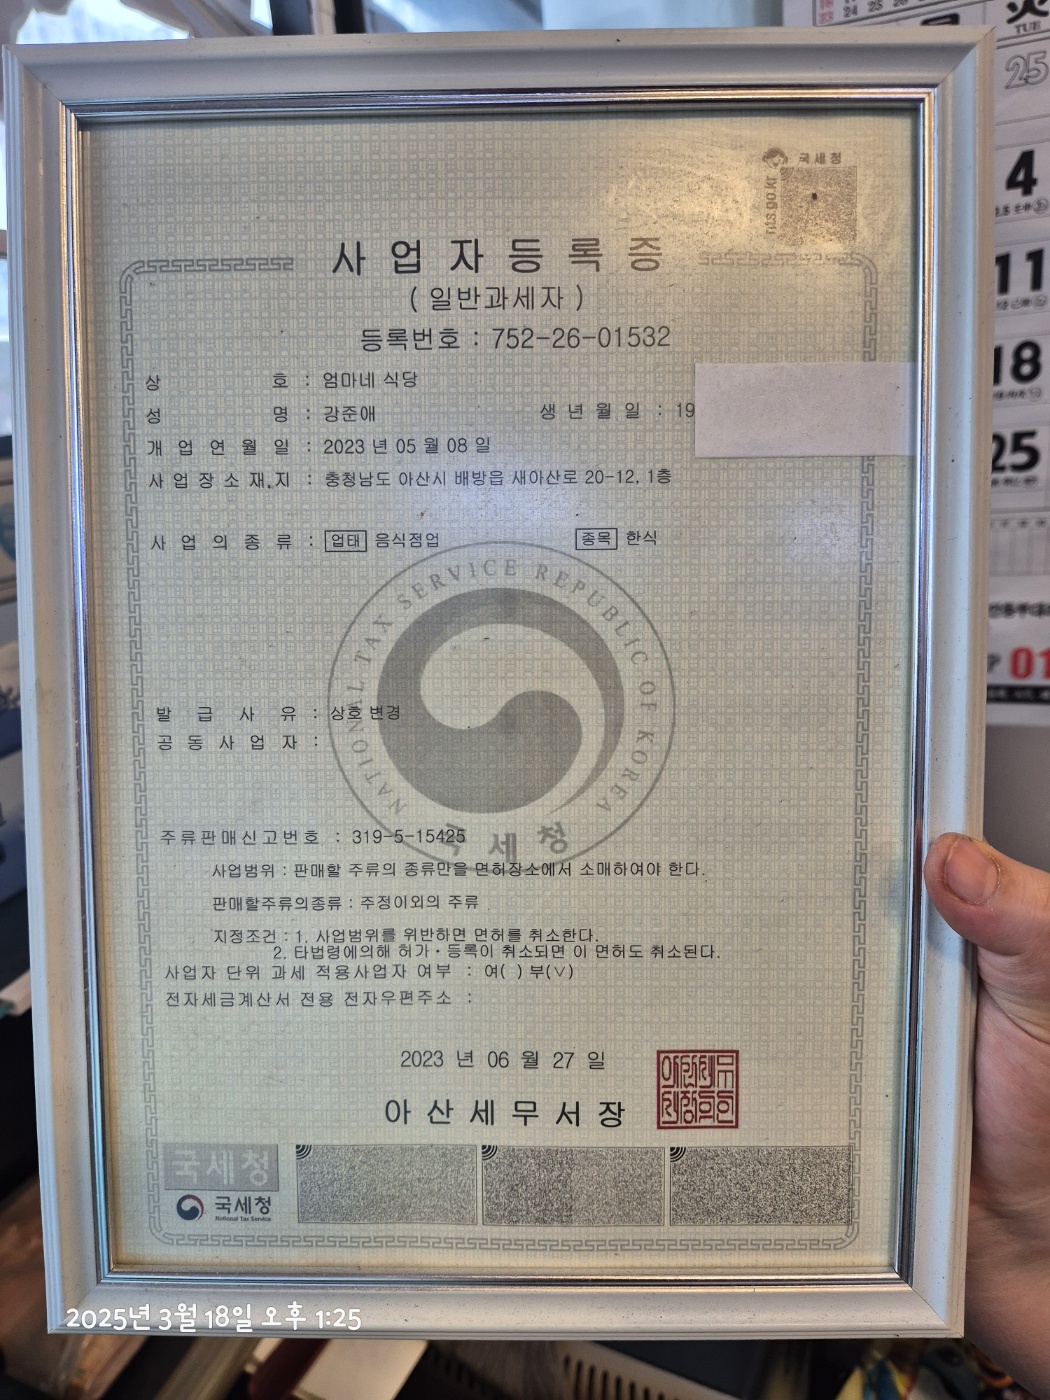 국세청
nts.go.kr
사업자등록증
( 일반과세자 )
등록번호 : 752-26-01532
상 호 : 엄마네 식당
성 명 : 강준애 생 년 월 일 : 19
개 업 연 월 일 : 2023 년 05 월 08 일
사 업 장 소 재 지 : 충청남도 아산시 배방읍 새아산로 20-12, 1층
사 업 의 종 류 : 업태 음식점업 종목 한식
NATIONAL TAX SERVICE REPUBLIC OF KOREA
국세청
발 급 사 유 : 상호 변경
공 동 사 업 자 :
주류판매신고번호 : 319-5-15425
사업범위 : 판매할 주류의 종류만을 면허장소에서 소매하여야 한다.
판매할주류의종류 : 주정이외의 주류
지정조건 : 1. 사업범위를 위반하면 면허를 취소한다.
2. 타법령에의해 허가·등록이 취소되면 이 면허도 취소된다.
사업자 단위 과세 적용사업자 여부 : 여( ) 부(∨)
전자세금계산서 전용 전자우편주소 :
2023 년 06 월 27 일
아산세무서장
국세청
국세청
National Tax Service
2025년 3월 18일 오후 1:25
23 24 25 26
火
TUE
25
4
11
18
25
01